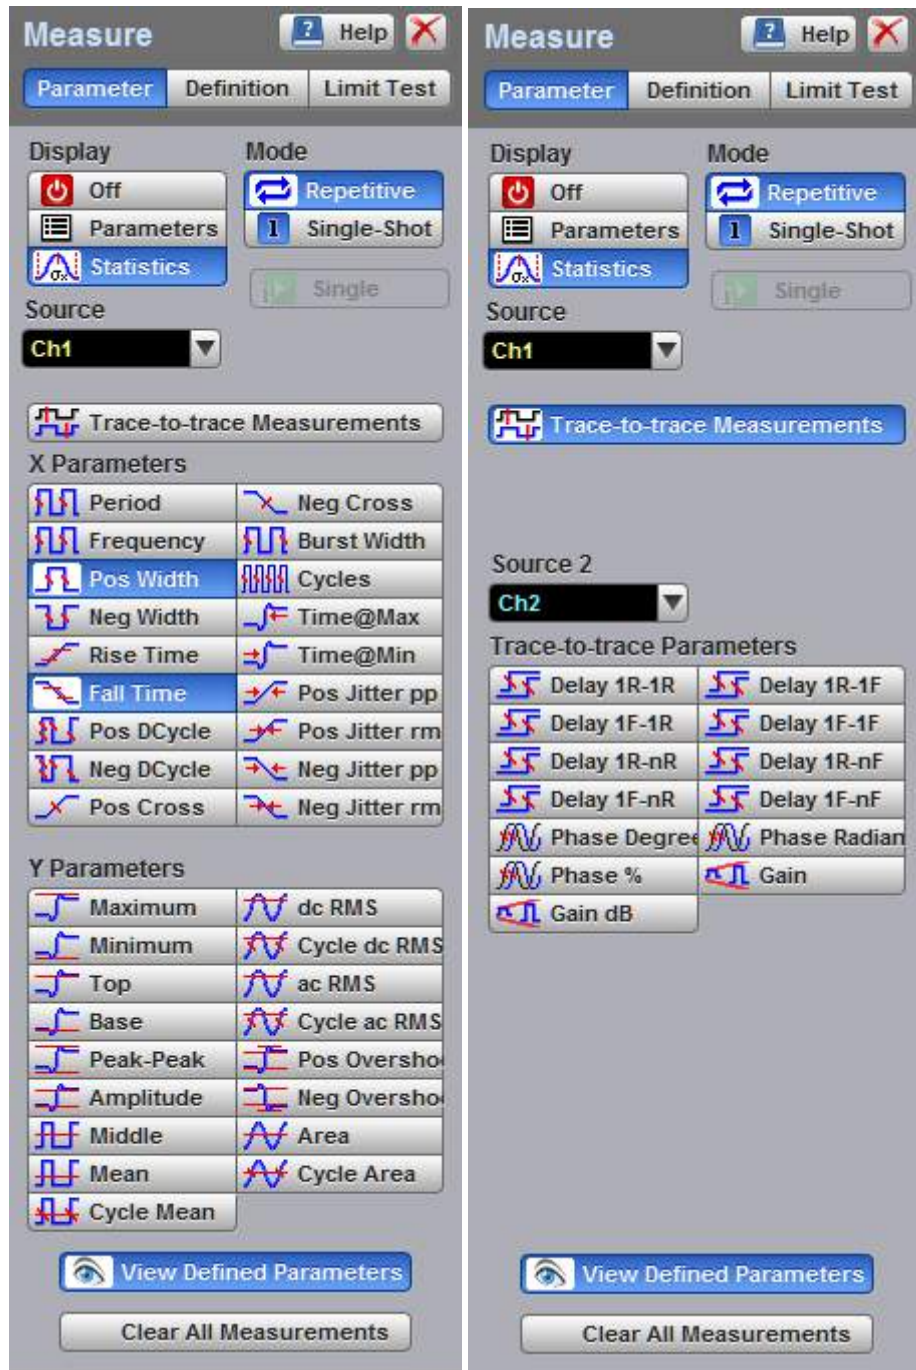 Measure ? Help
Parameter Definition Limit Test
Display Mode
Off Repetitive
Parameters 1 Single-Shot
σx Statistics
Single
Source
Ch1
Trace-to-trace Measurements
X Parameters
Period Neg Cross
Frequency Burst Width
Pos Width Cycles
Neg Width Time@Max
Rise Time Time@Min
Fall Time Pos Jitter pp
Pos DCycle Pos Jitter rm
Neg DCycle Neg Jitter pp
Pos Cross Neg Jitter rm
Y Parameters
Maximum dc RMS
Minimum Cycle dc RMS
Top ac RMS
Base Cycle ac RMS
Peak-Peak Pos Oversho
Amplitude Neg Oversho
Middle Area
Mean Cycle Area
Cycle Mean
View Defined Parameters
Clear All Measurements
Measure ? Help
Parameter Definition Limit Test
Display Mode
Off Repetitive
Parameters 1 Single-Shot
σx Statistics
Single
Source
Ch1
Trace-to-trace Measurements
Source 2
Ch2
Trace-to-trace Parameters
Delay 1R-1R Delay 1R-1F
Delay 1F-1R Delay 1F-1F
Delay 1R-nR Delay 1R-nF
Delay 1F-nR Delay 1F-nF
Phase Degree Phase Radian
Phase % Gain
Gain dB
View Defined Parameters
Clear All Measurements